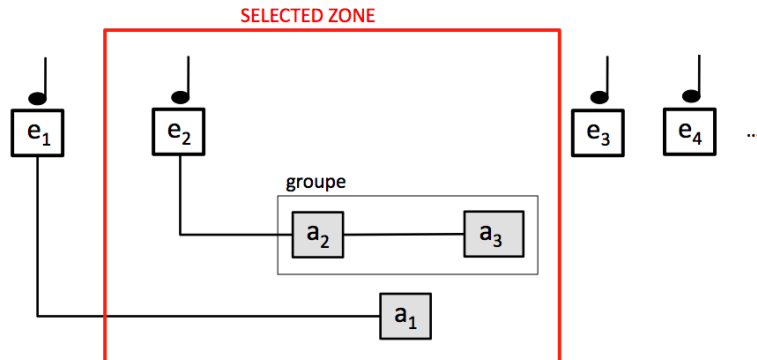 SELECTED ZONE
e₁ e₂ e₃ e₄ ...
groupe
a₂ a₃
a₁